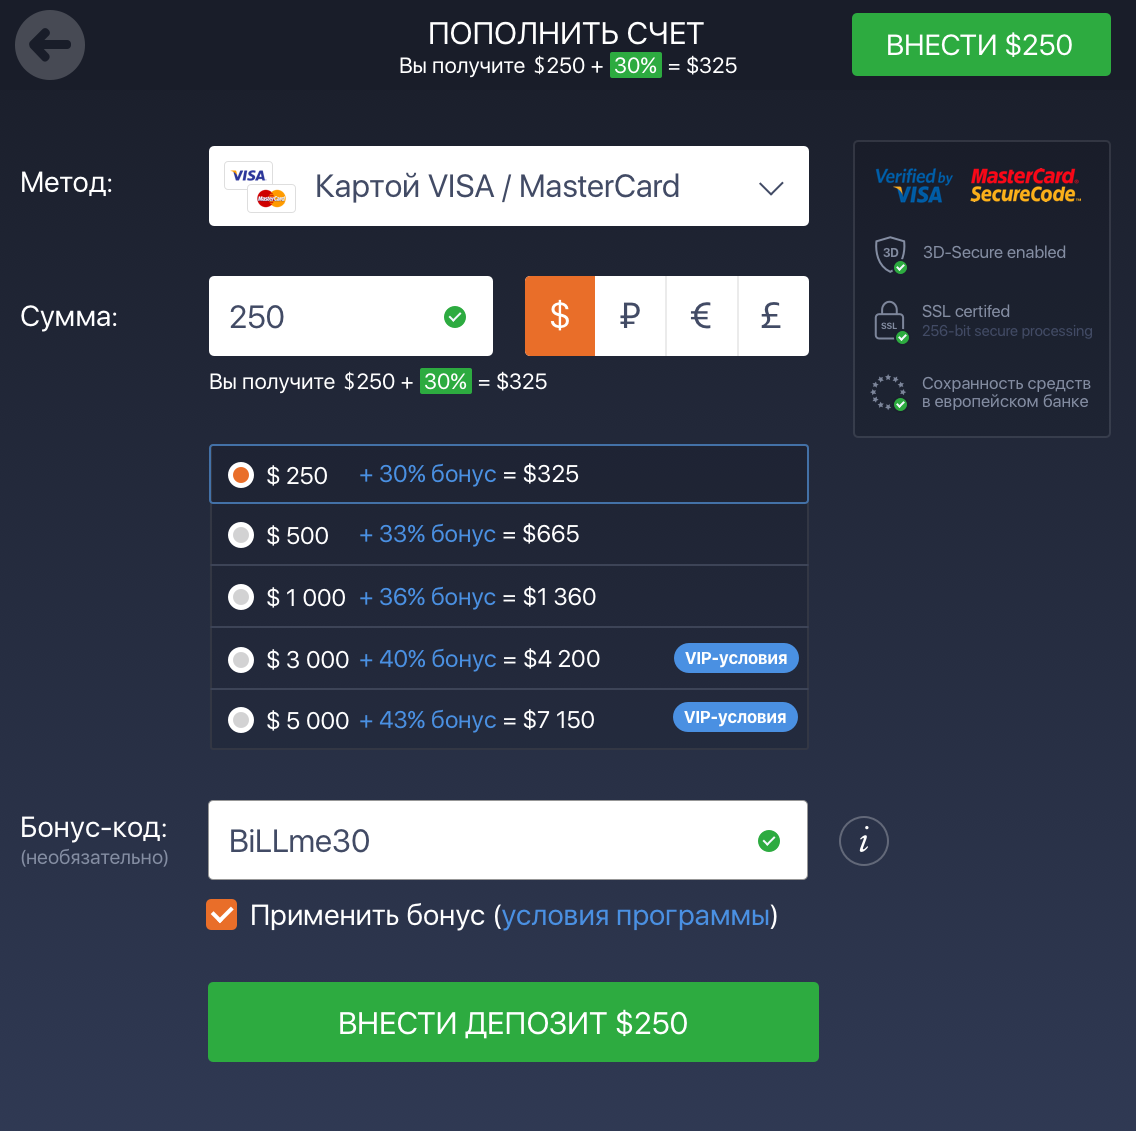 ПОПОЛНИТЬ СЧЕТ
Вы получите $250 + 30% = $325
ВНЕСТИ $250
Метод:
VISA
MasterCard
Картой VISA / MasterCard
Verified by VISA
MasterCard. SecureCode.™
3D
3D-Secure enabled
SSL
SSL certifed
256-bit secure processing
Сохранность средств
в европейском банке
Сумма:
250
$ ₽ € £
Вы получите $250 + 30% = $325
$ 250 + 30% бонус = $325
$ 500 + 33% бонус = $665
$ 1 000 + 36% бонус = $1 360
$ 3 000 + 40% бонус = $4 200 VIP-условия
$ 5 000 + 43% бонус = $7 150 VIP-условия
Бонус-код:
(необязательно)
BiLLme30
i
Применить бонус (условия программы)
ВНЕСТИ ДЕПОЗИТ $250